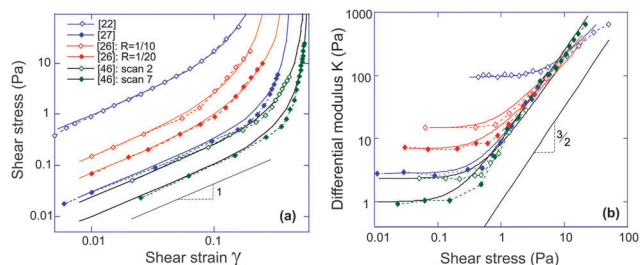 [22]
[27]
[26]: R=1/10
[26]: R=1/20
[46]: scan 2
[46]: scan 7
Shear stress (Pa)
10
1
0.1
0.01
1
(a)
0.01
0.1
Shear strain γ
Differential modulus K (Pa)
1000
100
10
1
3/2
(b)
0.01
0.1
1
10
100
Shear stress (Pa)